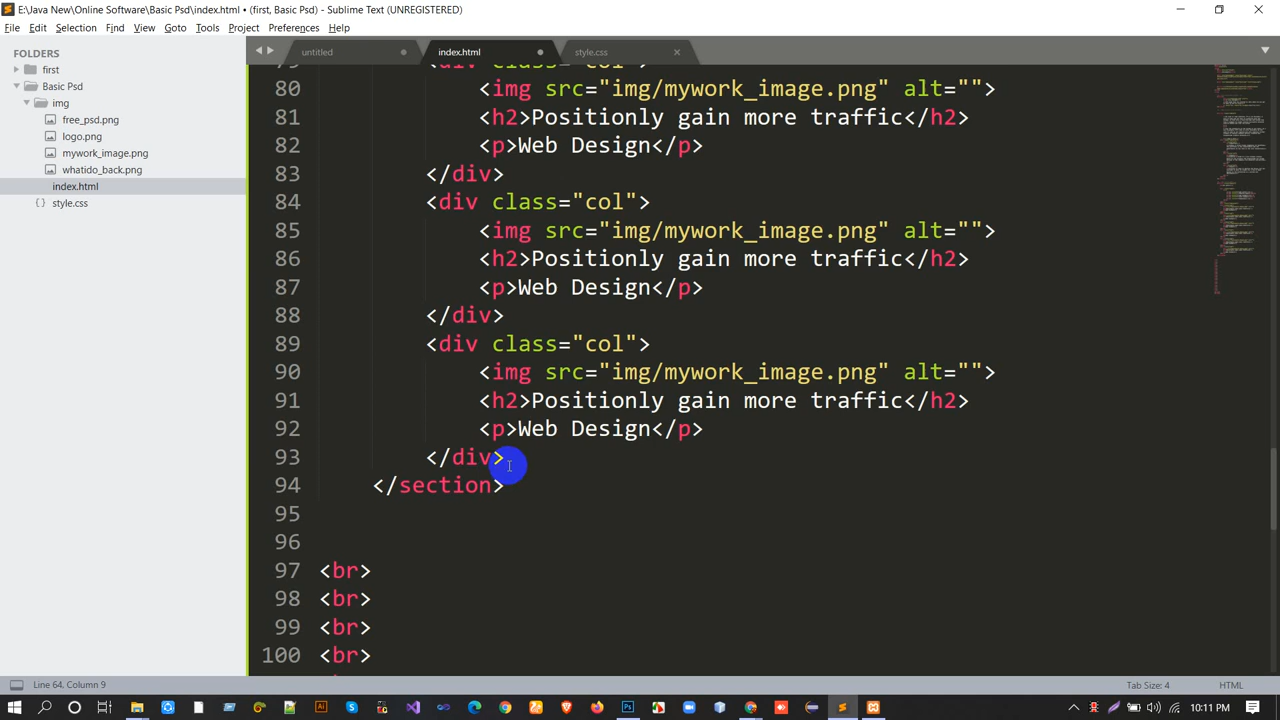 E:\Java New\Online Software\Basic Psd\index.html • (first, Basic Psd) - Sublime Text (UNREGISTERED)
File Edit Selection Find View Goto Tools Project Preferences Help
FOLDERS
first
Basic Psd
img
free_psd.png
logo.png
mywork_image.png
whatido_back.png
index.html
style.css
untitled
index.html
style.css
80 <img src="img/mywork_image.png" alt="">
81 <h2>Positionly gain more traffic</h2>
82 <p>Web Design</p>
83 </div>
84 <div class="col">
85 <img src="img/mywork_image.png" alt="">
86 <h2>Positionly gain more traffic</h2>
87 <p>Web Design</p>
88 </div>
89 <div class="col">
90 <img src="img/mywork_image.png" alt="">
91 <h2>Positionly gain more traffic</h2>
92 <p>Web Design</p>
93 </div>
94 </section>
95
96
97 <br>
98 <br>
99 <br>
100 <br>
Line 64, Column 9
Tab Size: 4
HTML
10:11 PM